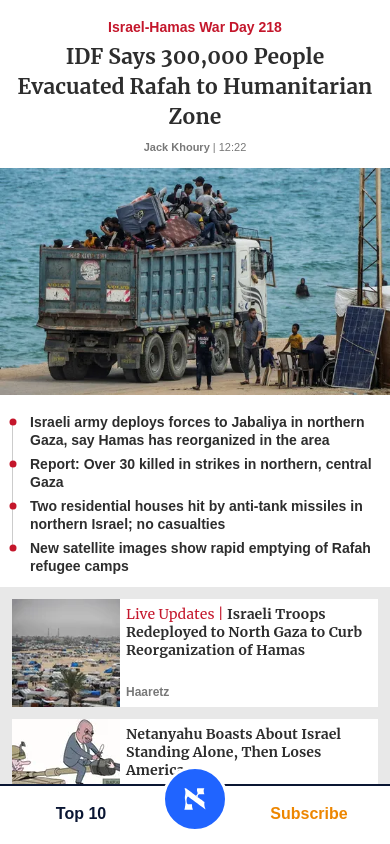 Israel-Hamas War Day 218
IDF Says 300,000 People
Evacuated Rafah to Humanitarian
Zone
Jack Khoury | 12:22
Israeli army deploys forces to Jabaliya in northern
Gaza, say Hamas has reorganized in the area
Report: Over 30 killed in strikes in northern, central
Gaza
Two residential houses hit by anti-tank missiles in
northern Israel; no casualties
New satellite images show rapid emptying of Rafah
refugee camps
Live Updates | Israeli Troops
Redeployed to North Gaza to Curb
Reorganization of Hamas
Haaretz
Netanyahu Boasts About Israel
Standing Alone, Then Loses
America
Top 10
Subscribe